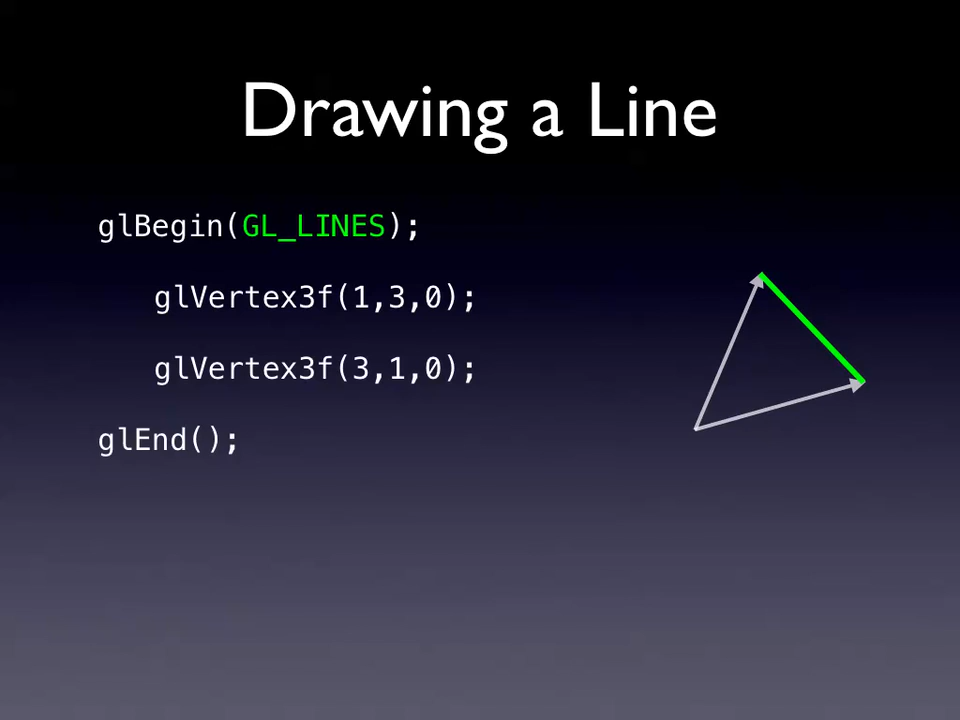 Drawing a Line
glBegin(GL_LINES);
glVertex3f(1,3,0);
glVertex3f(3,1,0);
glEnd();